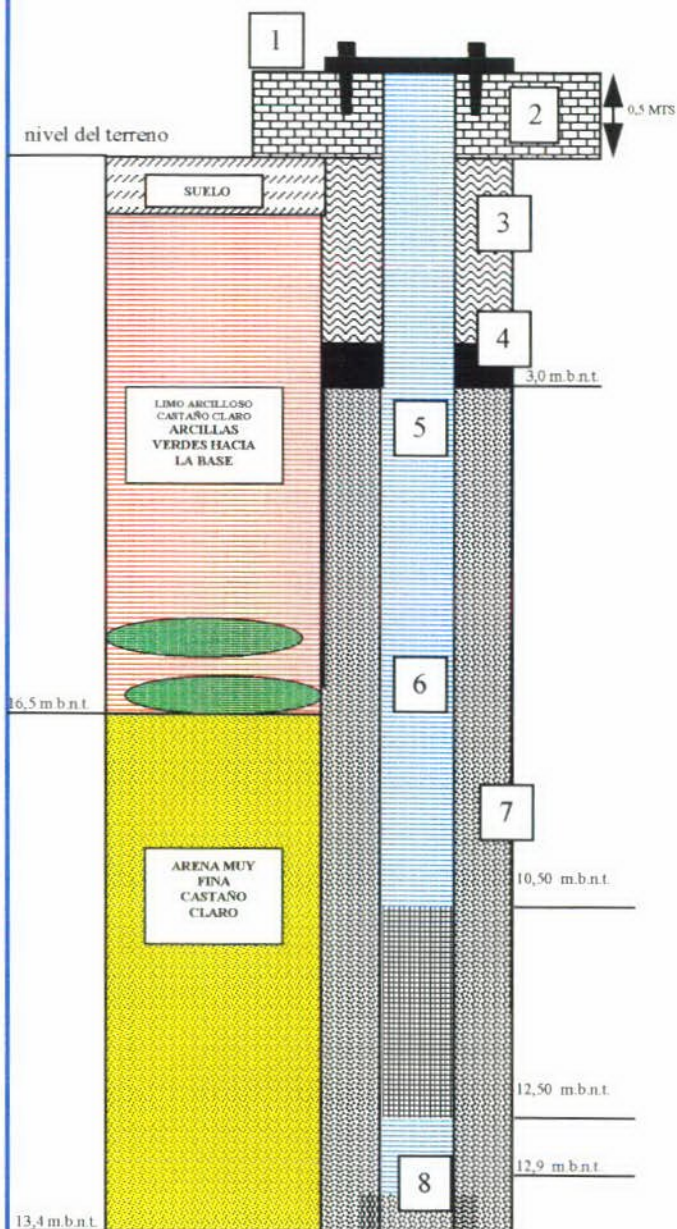 1
2
0,5 MTS
nivel del terreno
SUELO
3
4
3,0 m.b.n.t.
LIMO ARCILLOSO
CASTAÑO CLARO
ARCILLAS
VERDES HACIA
LA BASE
5
6
16,5 m b.n.t.
7
ARENA MUY
FINA
CASTAÑO
CLARO
10,50 m.b.n.t.
12,50 m.b.n.t.
12,9 m.b.n.t.
8
13,4 m.b.n.t.